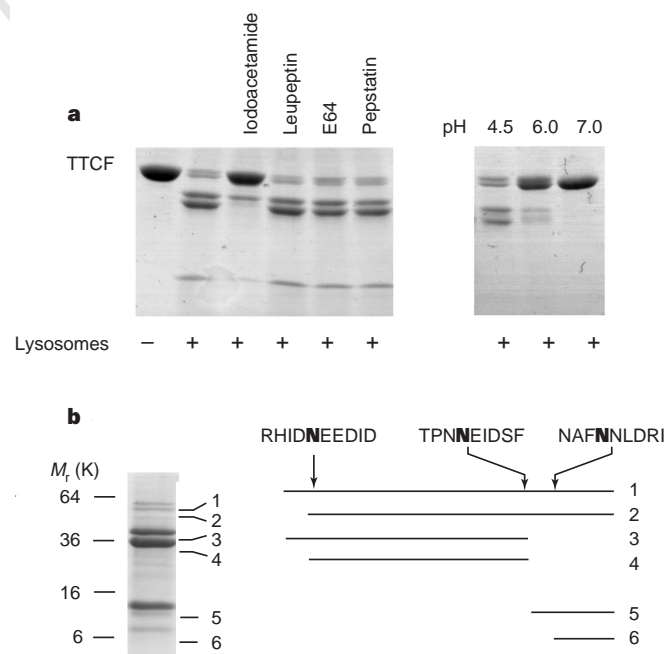 a
Iodoacetamide
Leupeptin
E64
Pepstatin
TTCF
pH 4.5 6.0 7.0
Lysosomes − + + + + + + + +
b
RHIDNEEDID TPNNEIDSF NAFNNLDRI
Mr (K)
64
36
16
6
1
2
3
4
5
6
1
2
3
4
5
6